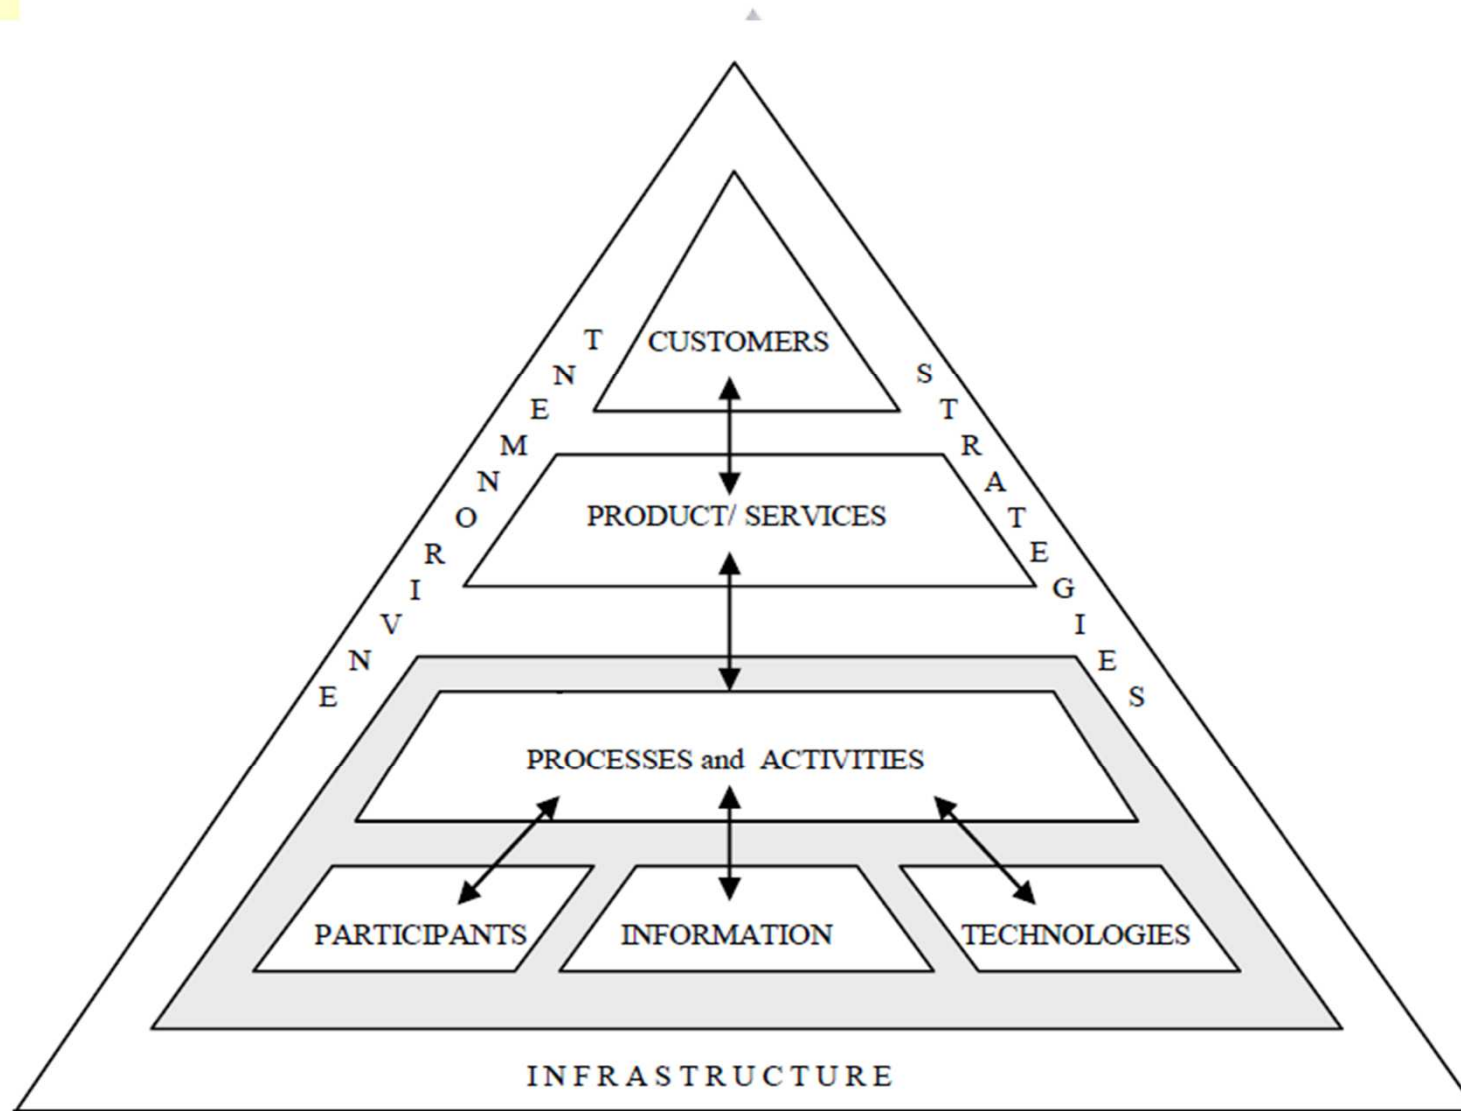 ENVIRONMENT
STRATEGIES
CUSTOMERS
PRODUCT/ SERVICES
PROCESSES and ACTIVITIES
PARTICIPANTS
INFORMATION
TECHNOLOGIES
INFRASTRUCTURE